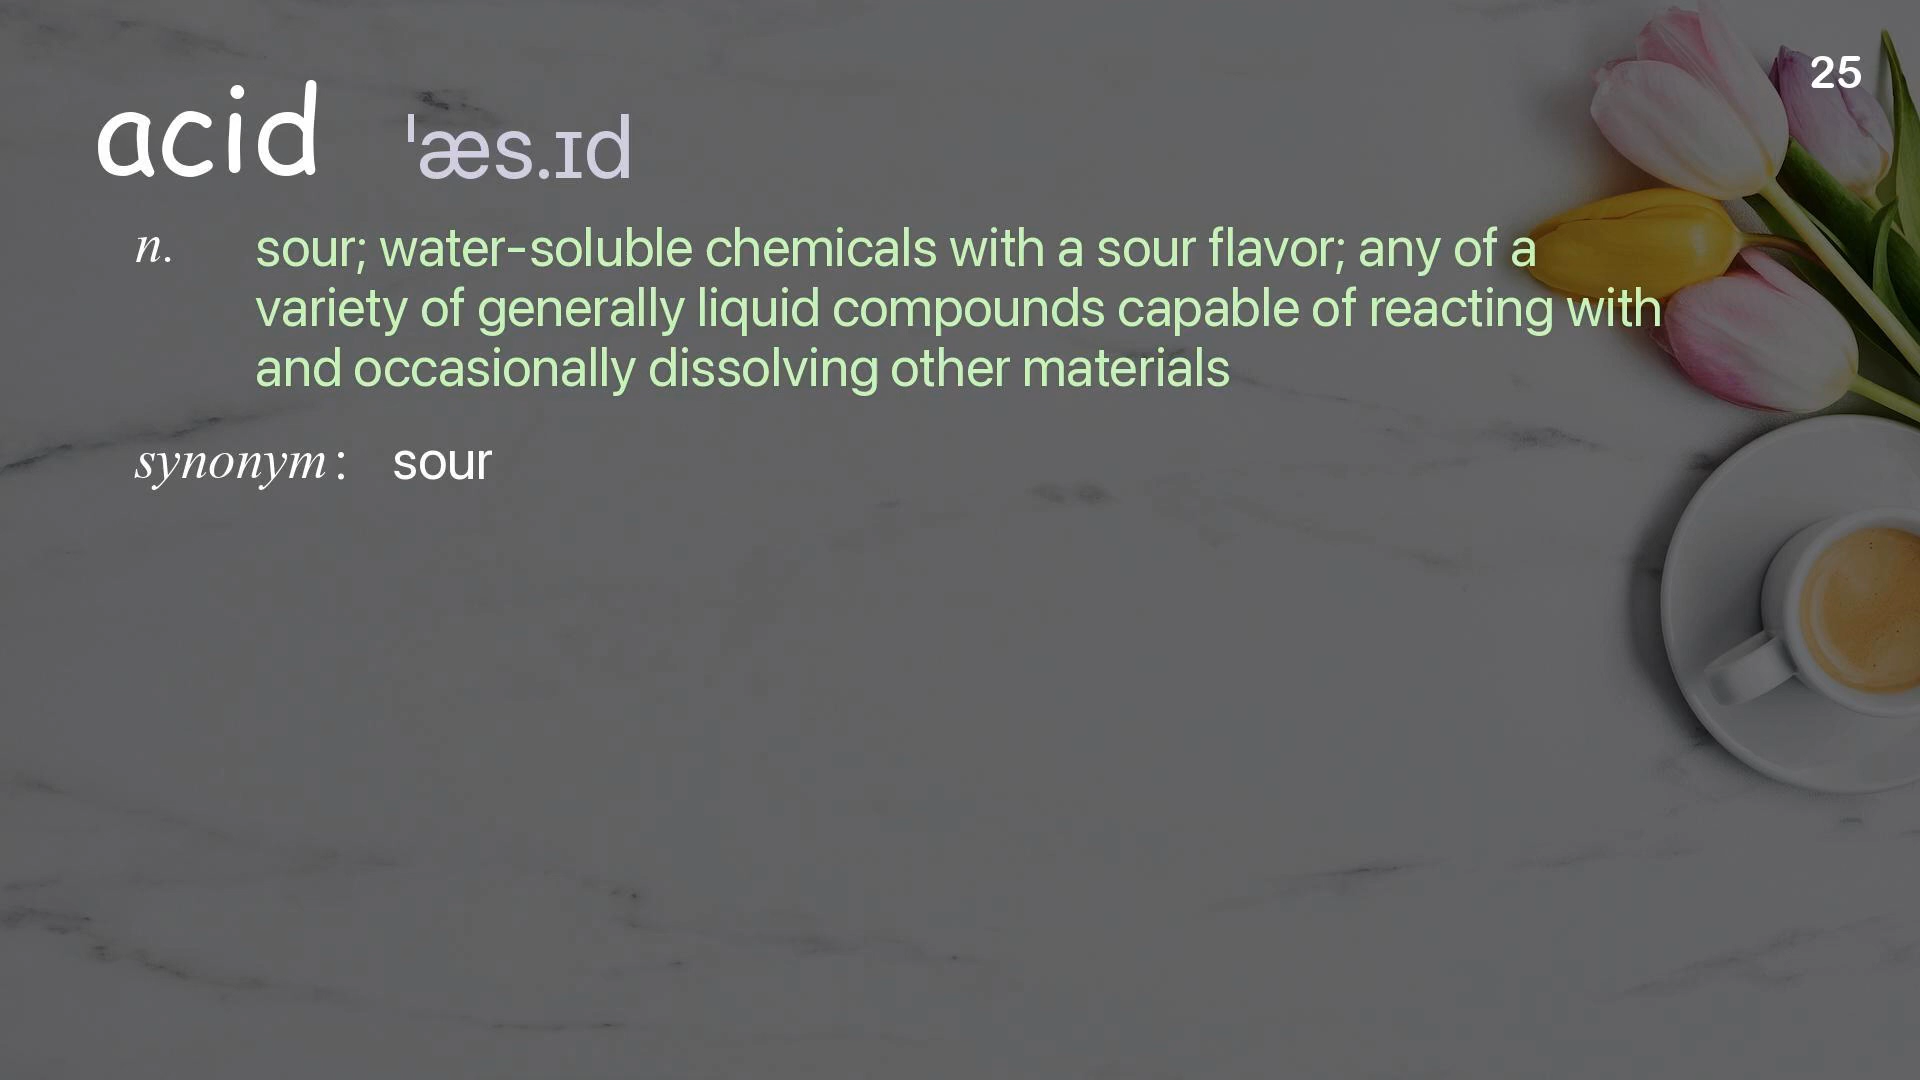 25
acid ˈæs.ɪd
n. sour; water-soluble chemicals with a sour flavor; any of a
variety of generally liquid compounds capable of reacting with
and occasionally dissolving other materials
synonym: sour